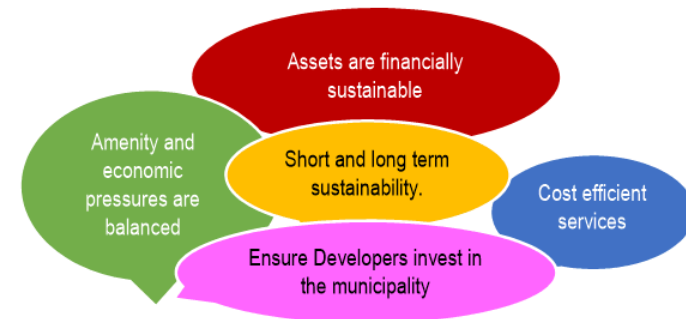 Assets are financially
sustainable
Amenity and
economic
pressures are
balanced
Short and long term
sustainability.
Cost efficient
services
Ensure Developers invest in
the municipality